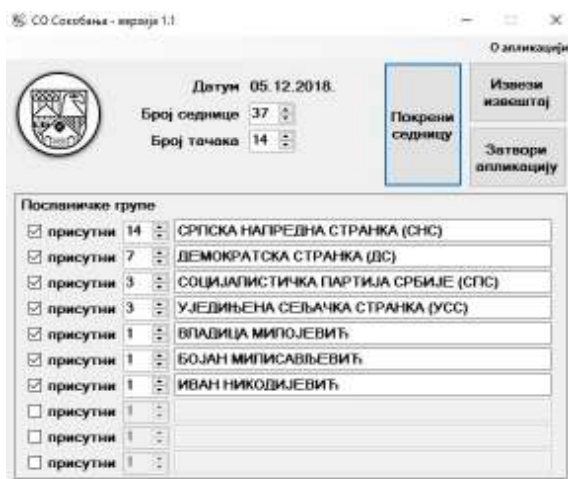 СО Сокобања - верзија 1.1
О апликацији
Датум 05.12.2018.
Број седнице 37
Број тачака 14
Покрени седницу
Извези извештај
Затвори апликацију
Посланичке групе
присутни 14 СРПСКА НАПРЕДНА СТРАНКА (СНС)
присутни 7 ДЕМОКРАТСКА СТРАНКА (ДС)
присутни 3 СОЦИЈАЛИСТИЧКА ПАРТИЈА СРБИЈЕ (СПС)
присутни 3 УЈЕДИЊЕНА СЕЉАЧКА СТРАНКА (УСС)
присутни 1 ВЛАДИЦА МИЛОЈЕВИЋ
присутни 1 БОЈАН МИЛИСАВЉЕВИЋ
присутни 1 ИВАН НИКОДИЈЕВИЋ
присутни 1
присутни 1
присутни 1